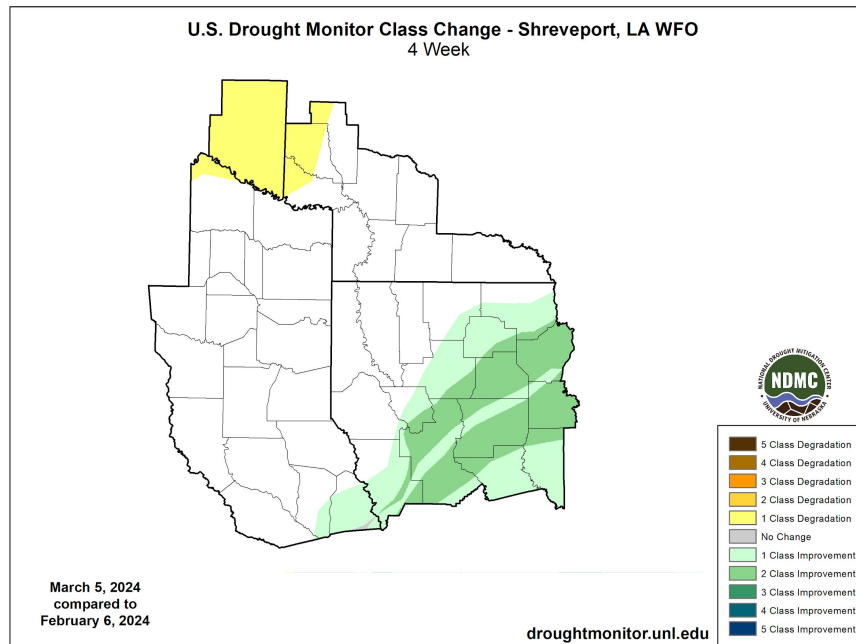 U.S. Drought Monitor Class Change - Shreveport, LA WFO
4 Week
NATIONAL DROUGHT MITIGATION CENTER
NDMC
UNIVERSITY OF NEBRASKA
5 Class Degradation
4 Class Degradation
3 Class Degradation
2 Class Degradation
1 Class Degradation
No Change
1 Class Improvement
2 Class Improvement
3 Class Improvement
4 Class Improvement
5 Class Improvement
March 5, 2024
compared to
February 6, 2024
droughtmonitor.unl.edu